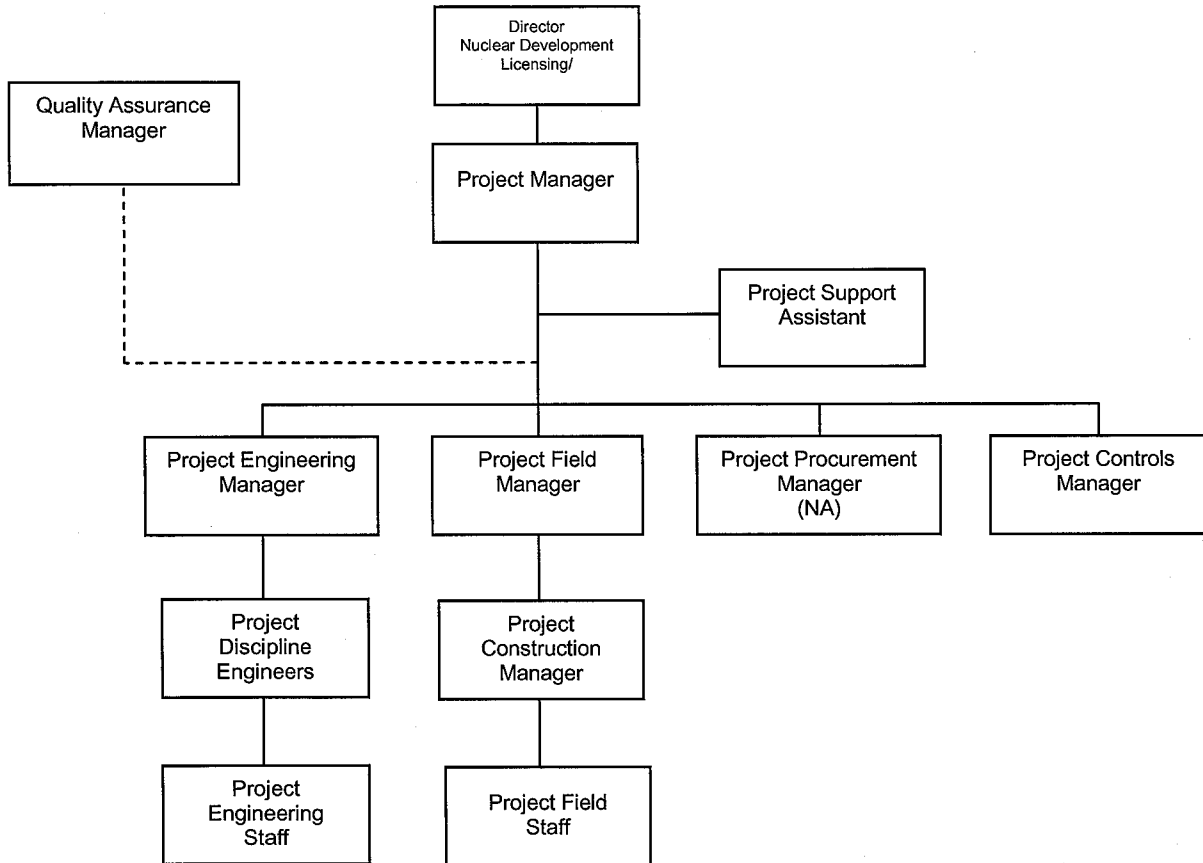 Director
Nuclear Development
Licensing/
Quality Assurance
Manager
Project Manager
Project Support
Assistant
Project Engineering
Manager
Project Field
Manager
Project Procurement
Manager
(NA)
Project Controls
Manager
Project
Discipline
Engineers
Project
Construction
Manager
Project
Engineering
Staff
Project Field
Staff